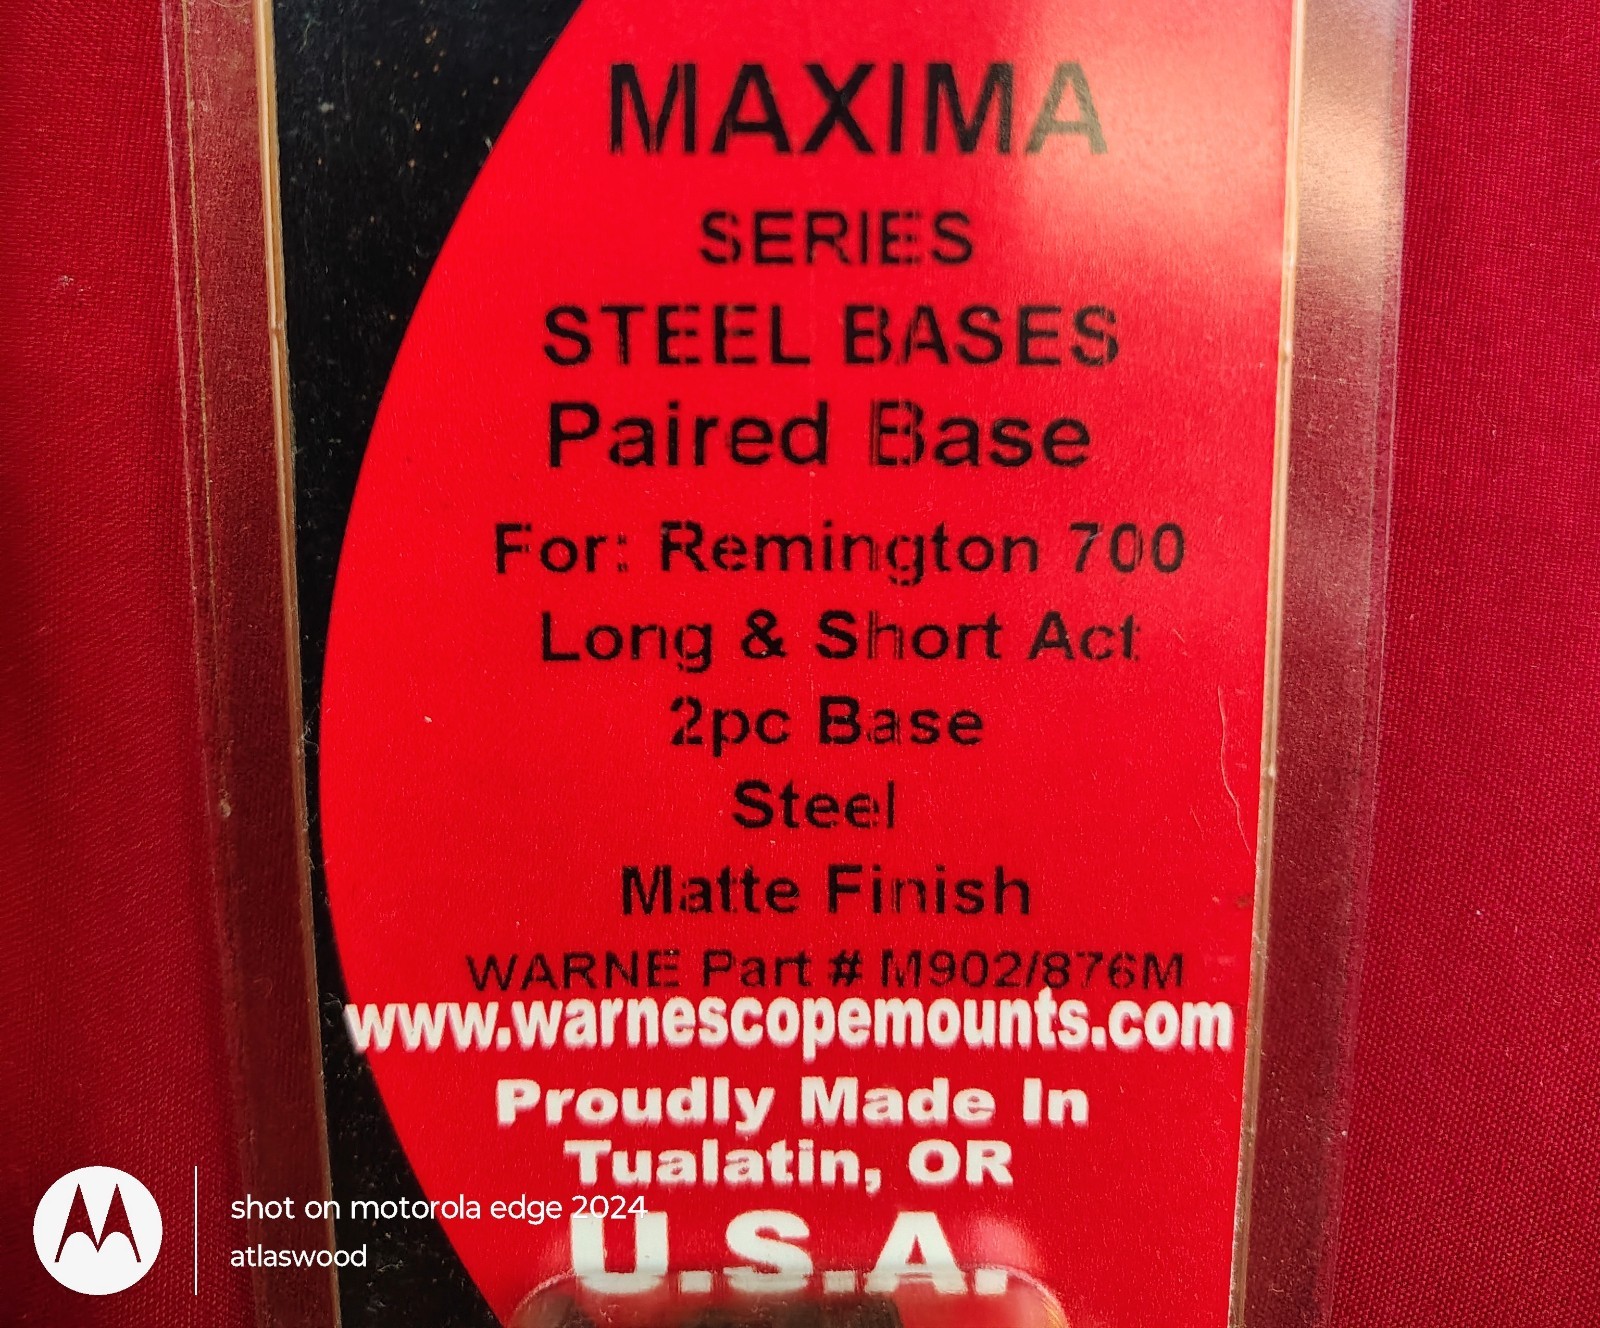 MAXIMA
SERIES
STEEL BASES
Paired Base
For: Remington 700
Long & Short Act
2pc Base
Steel
Matte Finish
WARNE Part # M902/876M
www.warnescopemounts.com
Proudly Made In
Tualatin, OR
U.S.A.
shot on motorola edge 2024
atlaswood